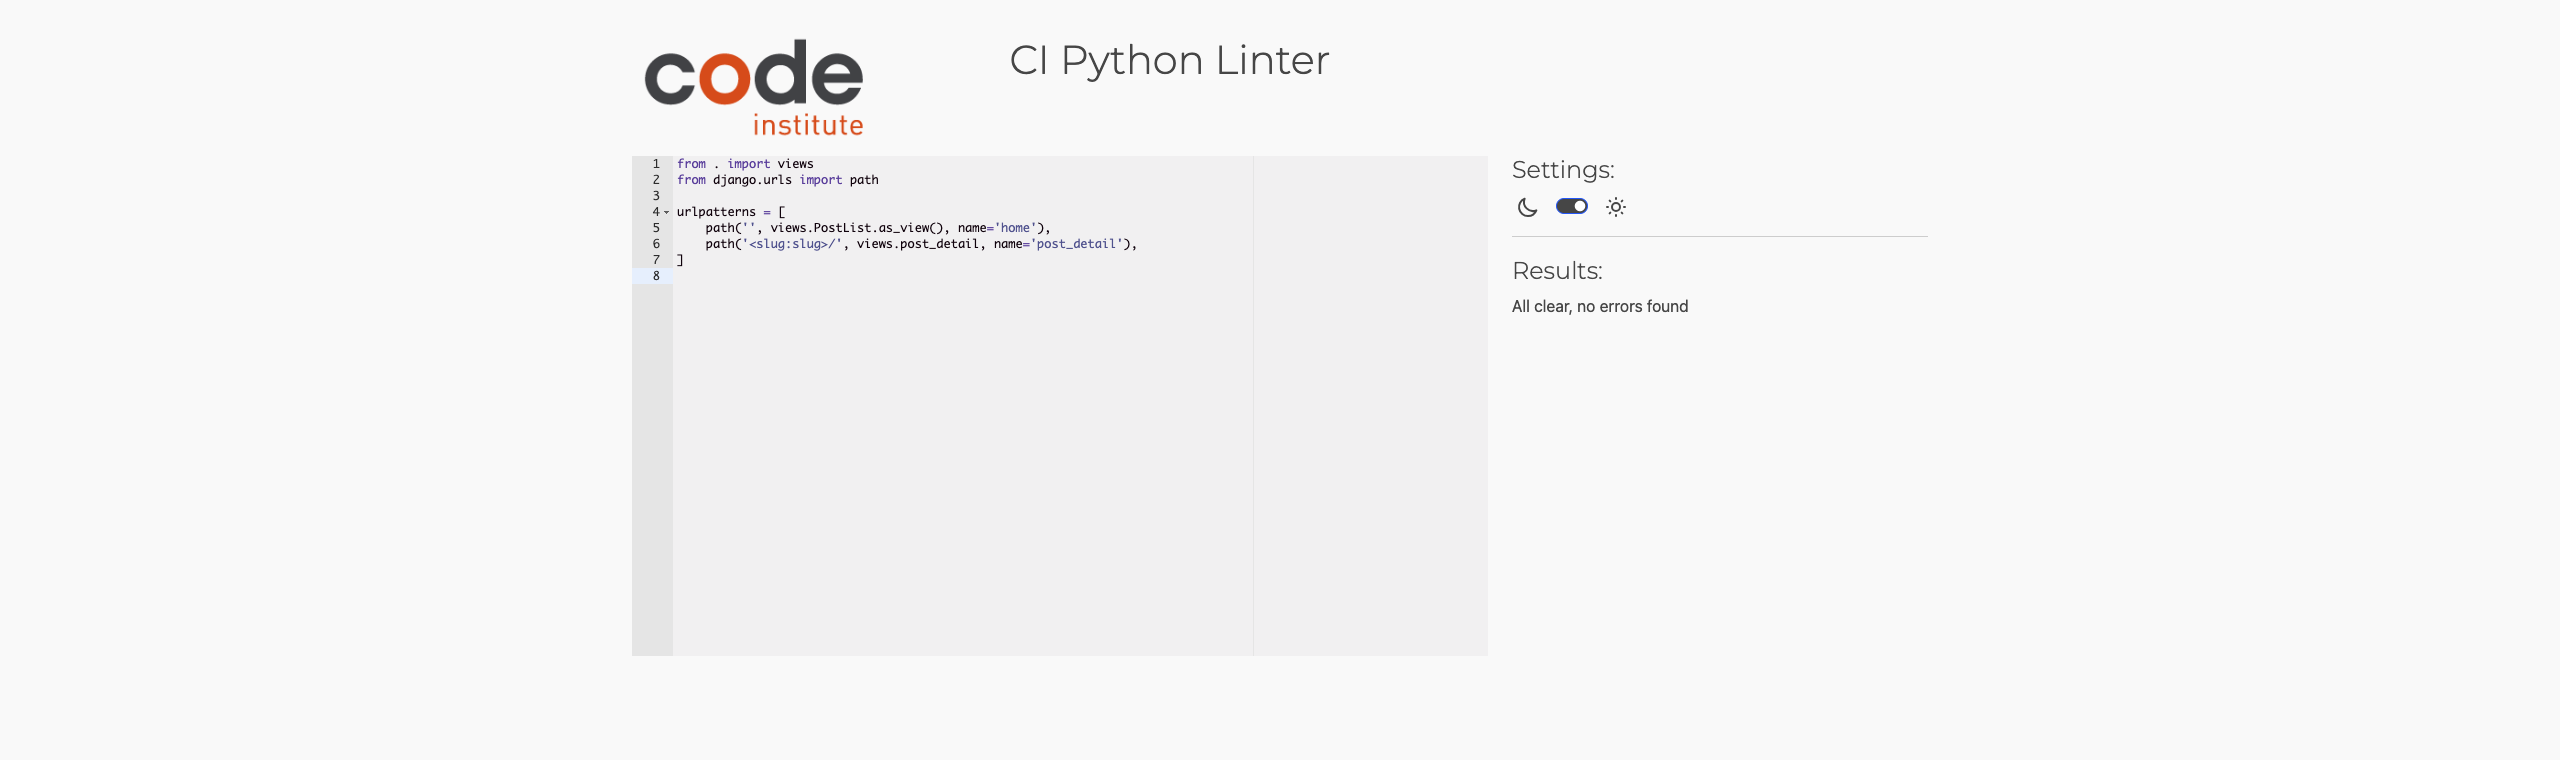 code
institute
CI Python Linter
1 from . import views
2 from django.urls import path
3
4 urlpatterns = [
5     path('', views.PostList.as_view(), name='home'),
6     path('<slug:slug>/', views.post_detail, name='post_detail'),
7 ]
8
Settings:
Results:
All clear, no errors found